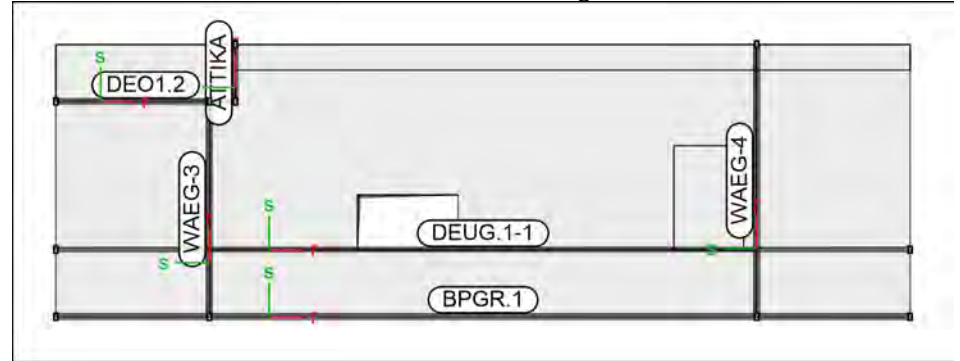 ATTIKA
S
DEO1.2
r
WAEG-3
WAEG-4
S
DEUG.1-1
r
S
S
S
BPGR.1
r